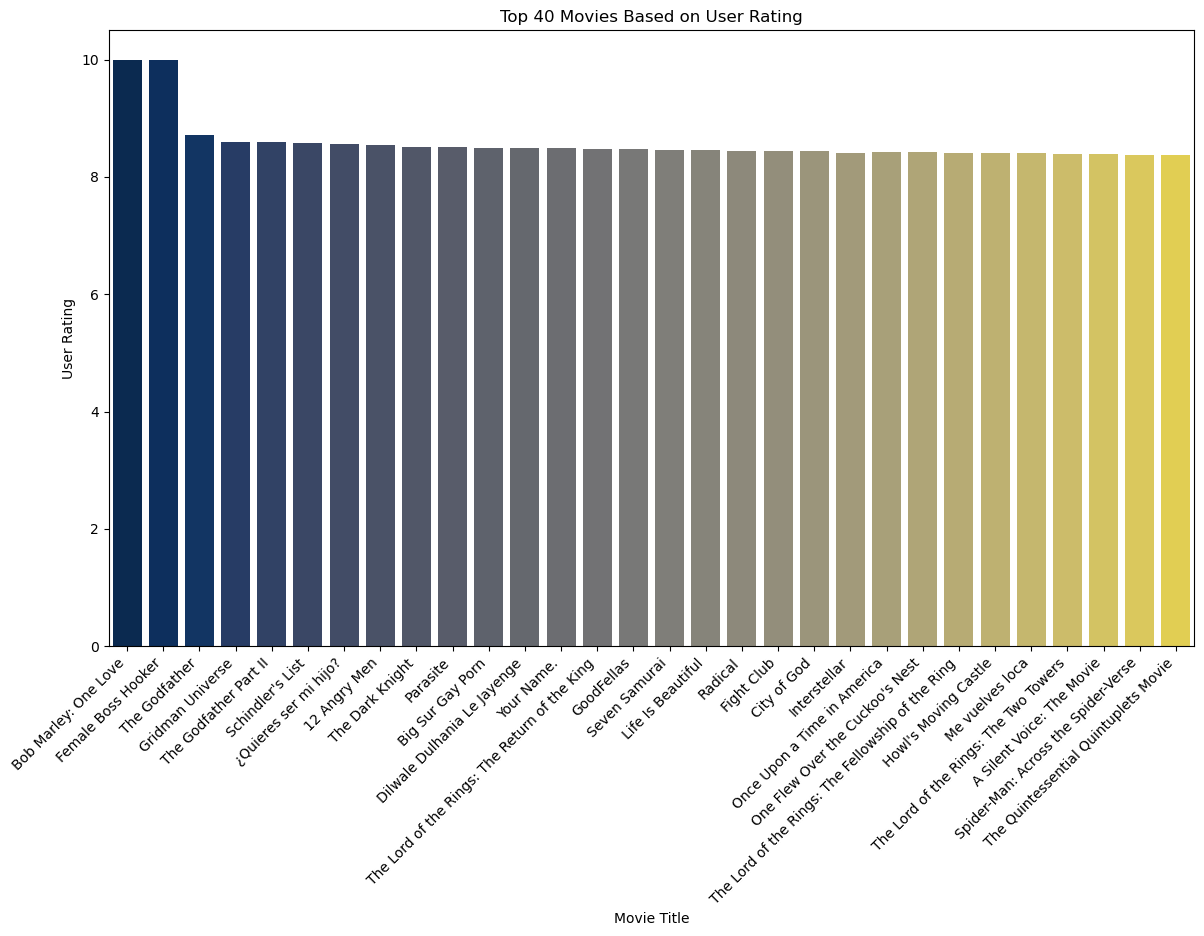 Top 40 Movies Based on User Rating
10
8
6
4
2
0
User Rating
Bob Marley: One Love
Female Boss Hooker
The Godfather
Gridman Universe
The Godfather Part II
Schindler's List
¿Quieres ser mi hijo?
12 Angry Men
The Dark Knight
Parasite
Big Sur Gay Porn
Dilwale Dulhania Le Jayenge
Your Name.
The Lord of the Rings: The Return of the King
GoodFellas
Seven Samurai
Life Is Beautiful
Radical
Fight Club
City of God
Interstellar
Once Upon a Time in America
One Flew Over the Cuckoo's Nest
The Lord of the Rings: The Fellowship of the Ring
Howl's Moving Castle
Me vuelves loca
The Lord of the Rings: The Two Towers
A Silent Voice: The Movie
Spider-Man: Across the Spider-Verse
The Quintessential Quintuplets Movie
Movie Title